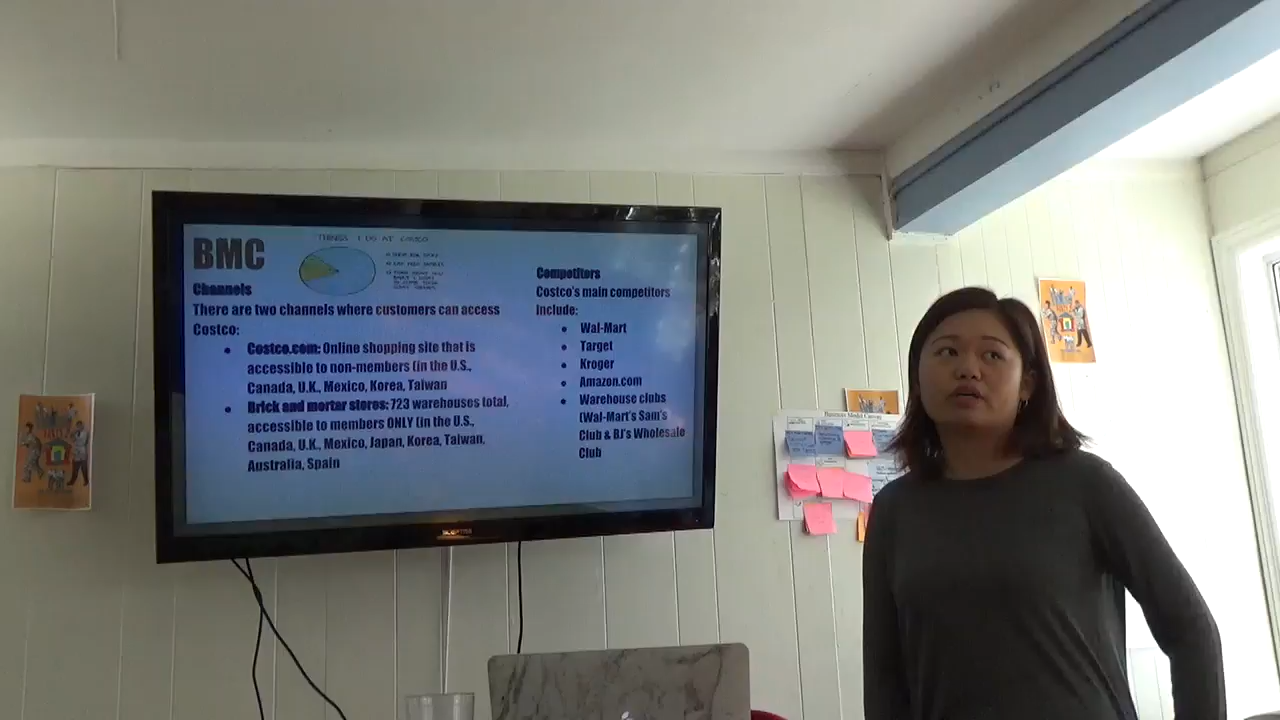 BMC
THINGS I DO AT COSTCO
Channels
There are two channels where customers can access
Costco:
• Costco.com: Online shopping site that is
accessible to non-members (in the U.S.,
Canada, U.K., Mexico, Korea, Taiwan
• Brick and mortar stores: 723 warehouses total,
accessible to members ONLY (in the U.S.,
Canada, U.K., Mexico, Japan, Korea, Taiwan,
Australia, Spain
Competitors
Costco's main competitors
include:
• Wal-Mart
• Target
• Kroger
• Amazon.com
• Warehouse clubs
(Wal-Mart's Sam's
Club & BJ's Wholesale
Club
Business Model Canvas